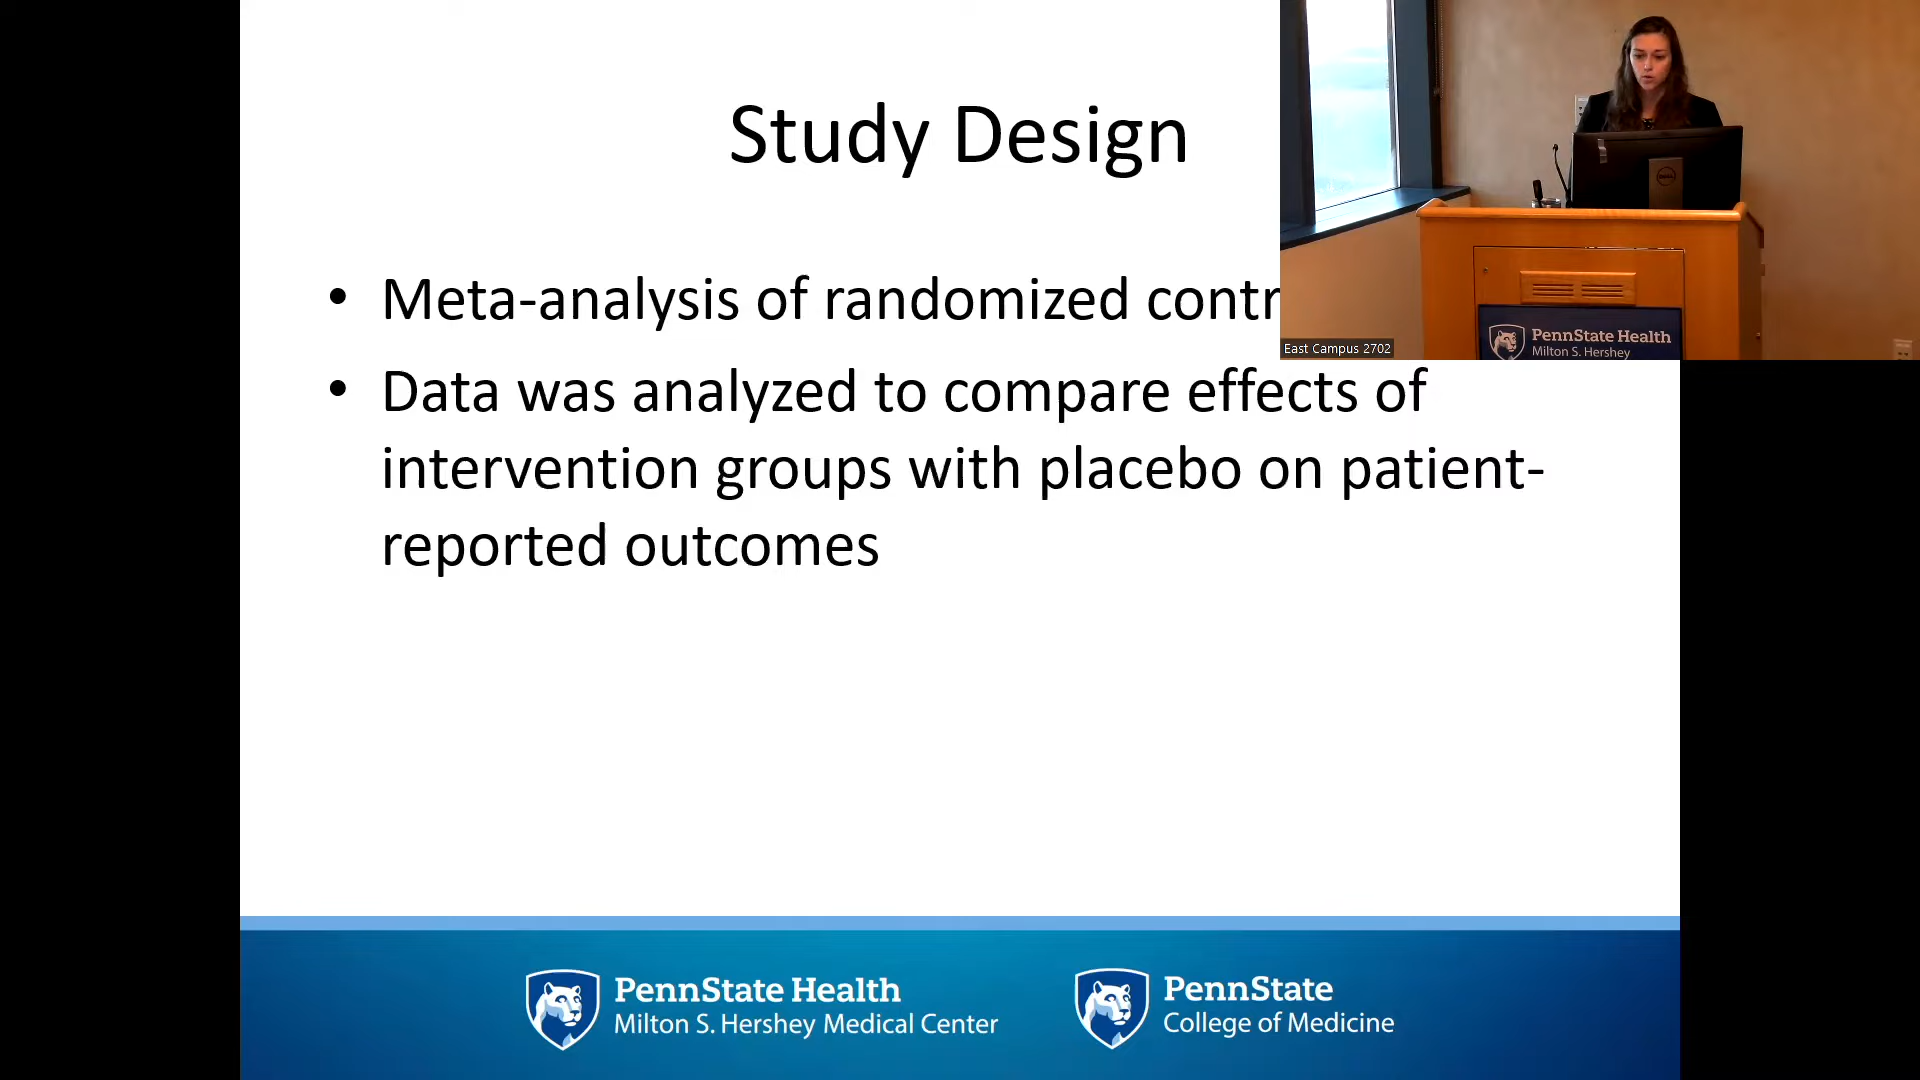 Study Design
• Meta-analysis of randomized contr
• Data was analyzed to compare effects of
intervention groups with placebo on patient-
reported outcomes
East Campus 2702
PennState Health
Milton S. Hershey
DELL
PennState Health
Milton S. Hershey Medical Center
PennState
College of Medicine